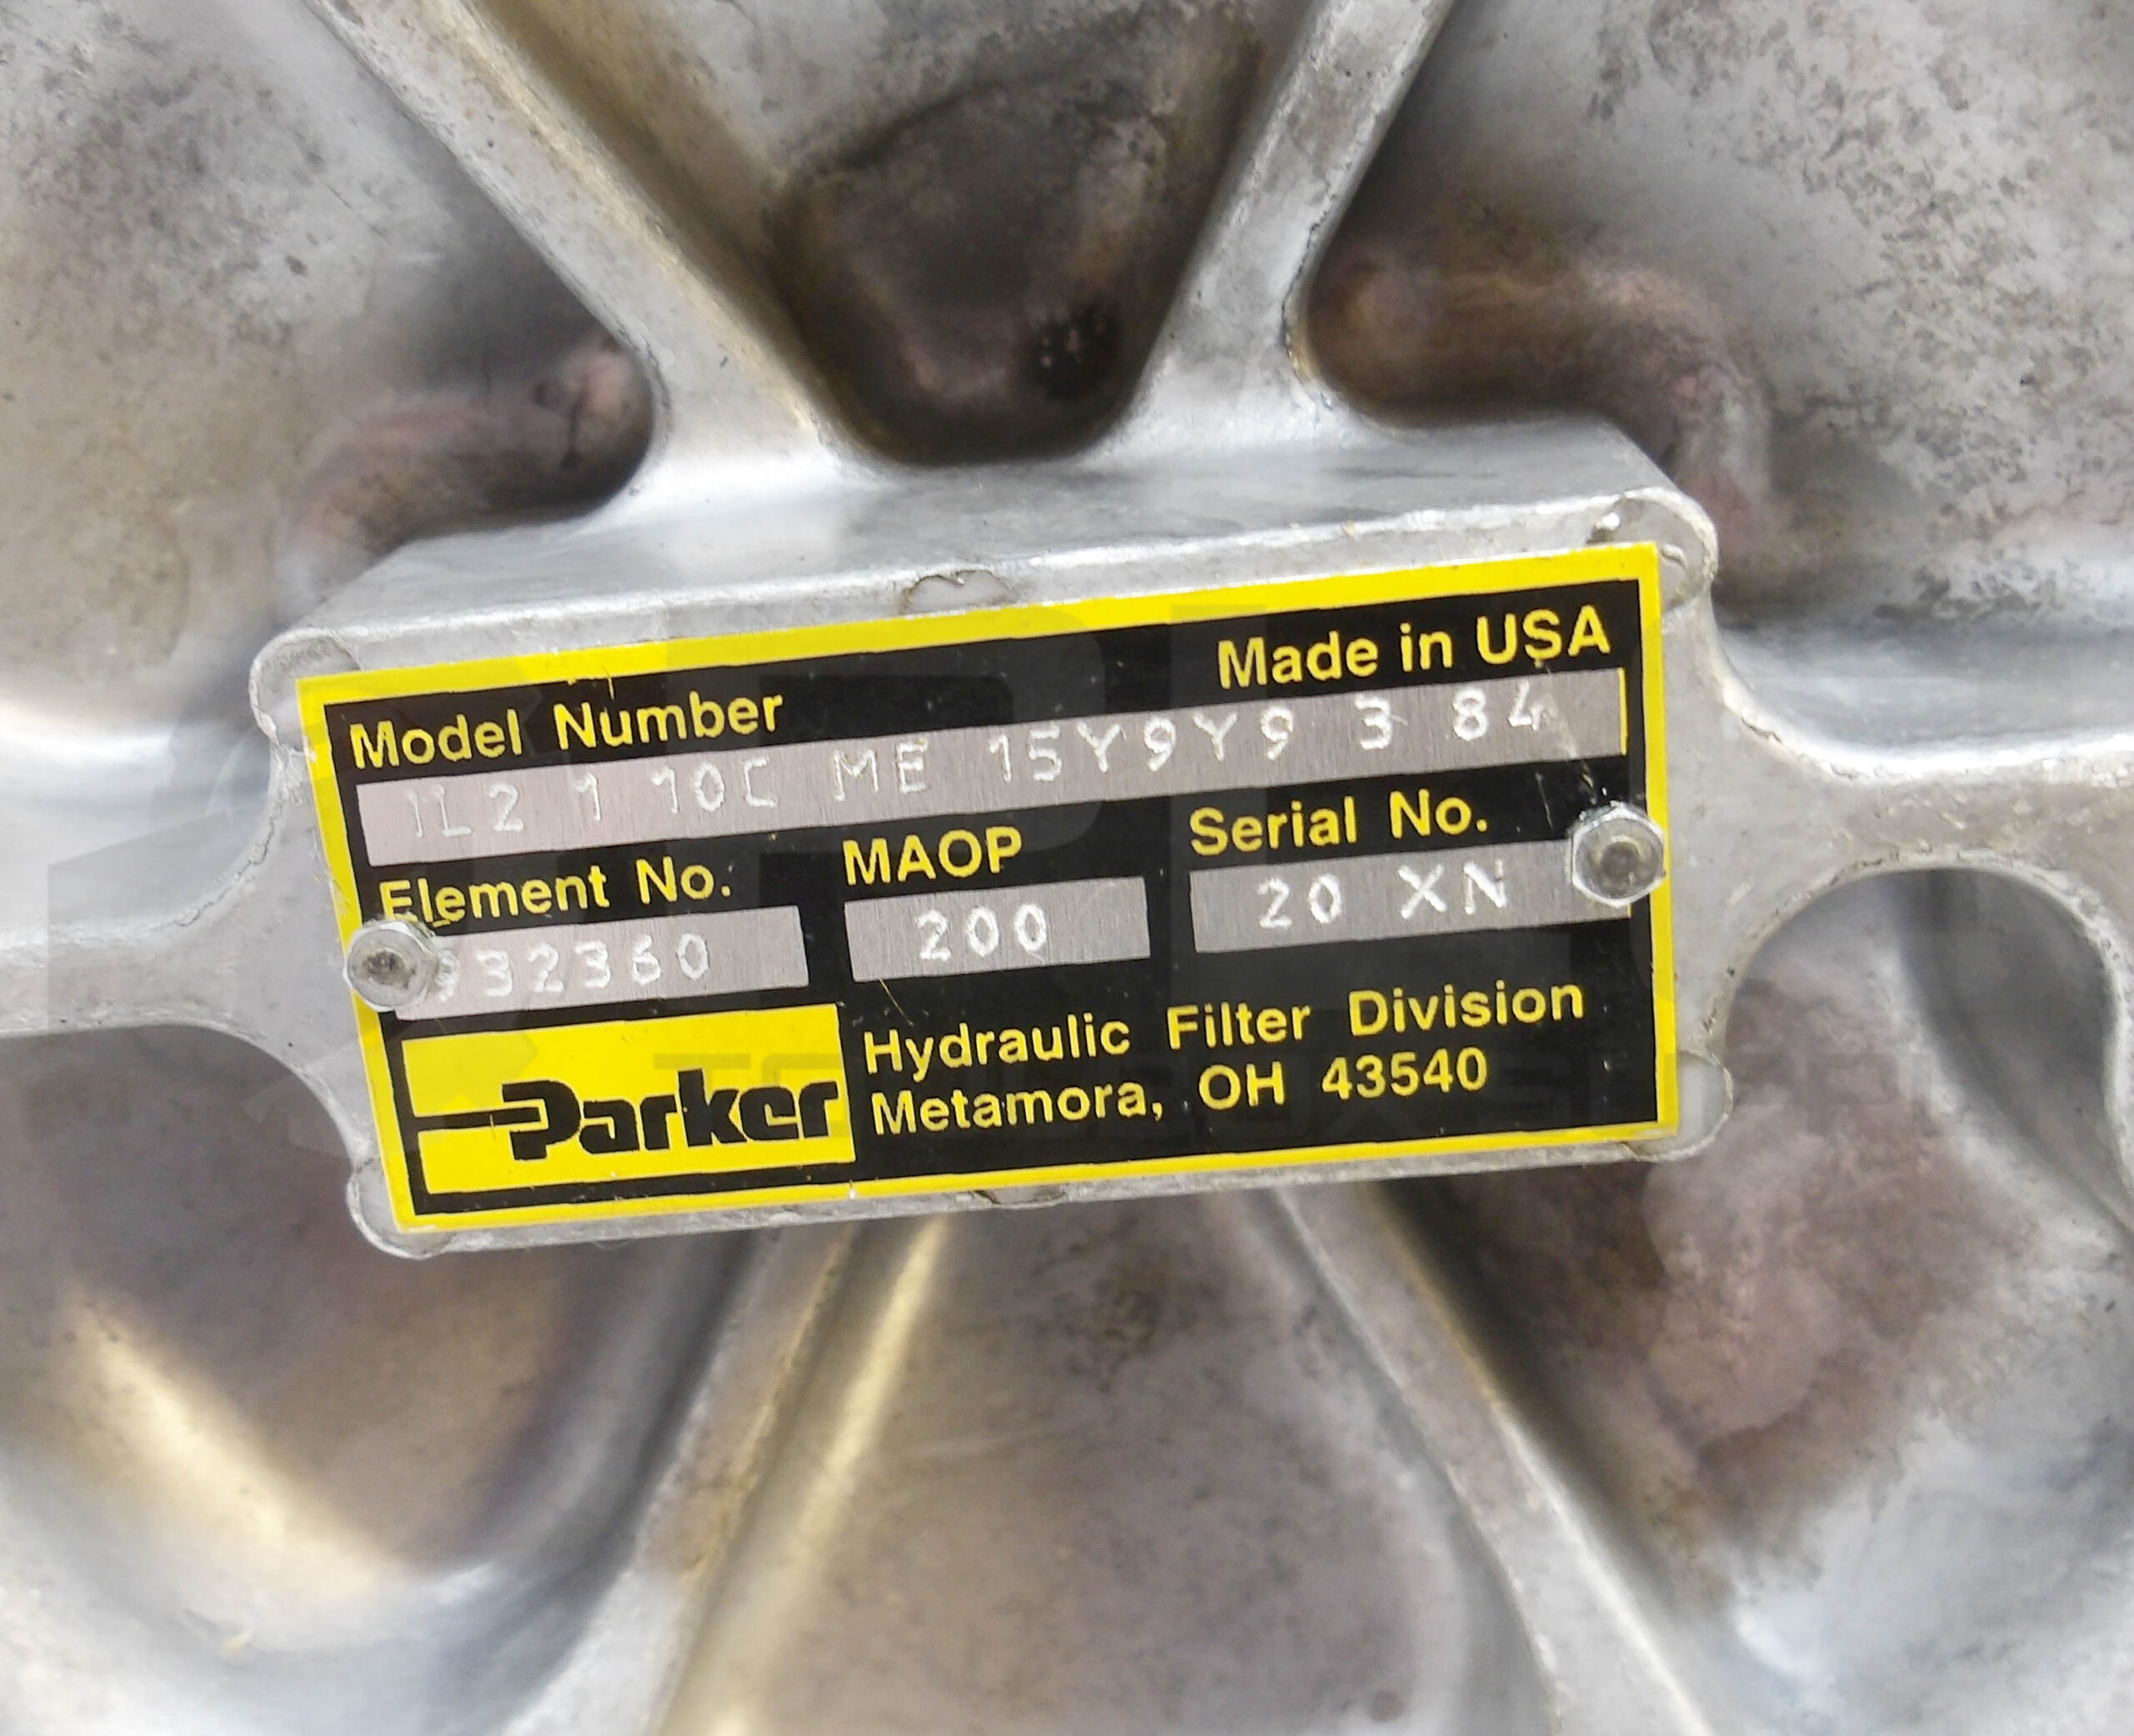 Made in USA
Model Number
1L2 1 10C ME 15Y9Y9 3 84
Element No. MAOP Serial No.
932360 200 20 XN
Parker Hydraulic Filter Division
Metamora, OH 43540